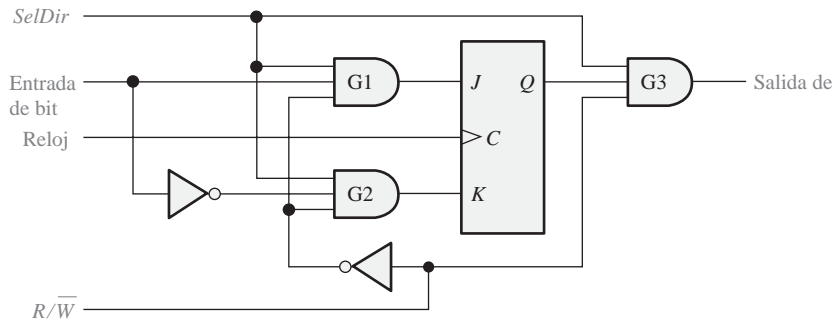 SelDir
G1
J
Q
G3
Entrada
de bit
Salida de
Reloj
C
G2
K
R/W̅